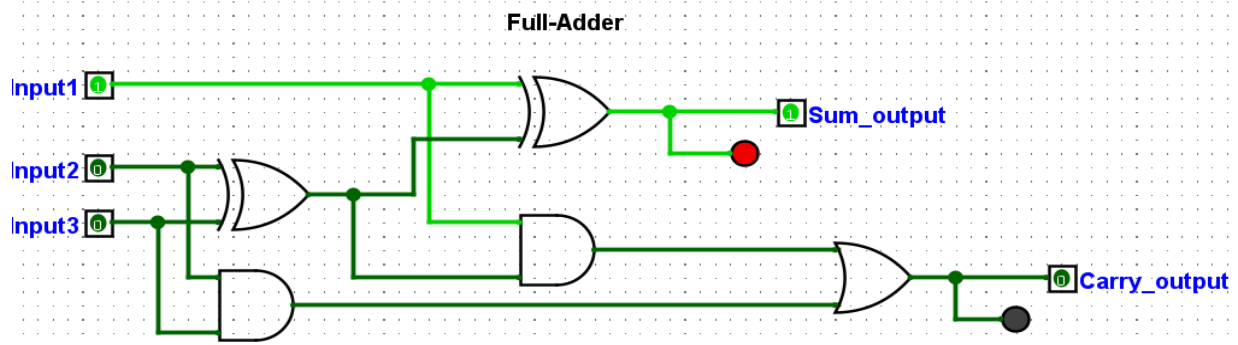 Full-Adder
Input1
1
1
Sum_output
Input2
0
Input3
0
0
Carry_output